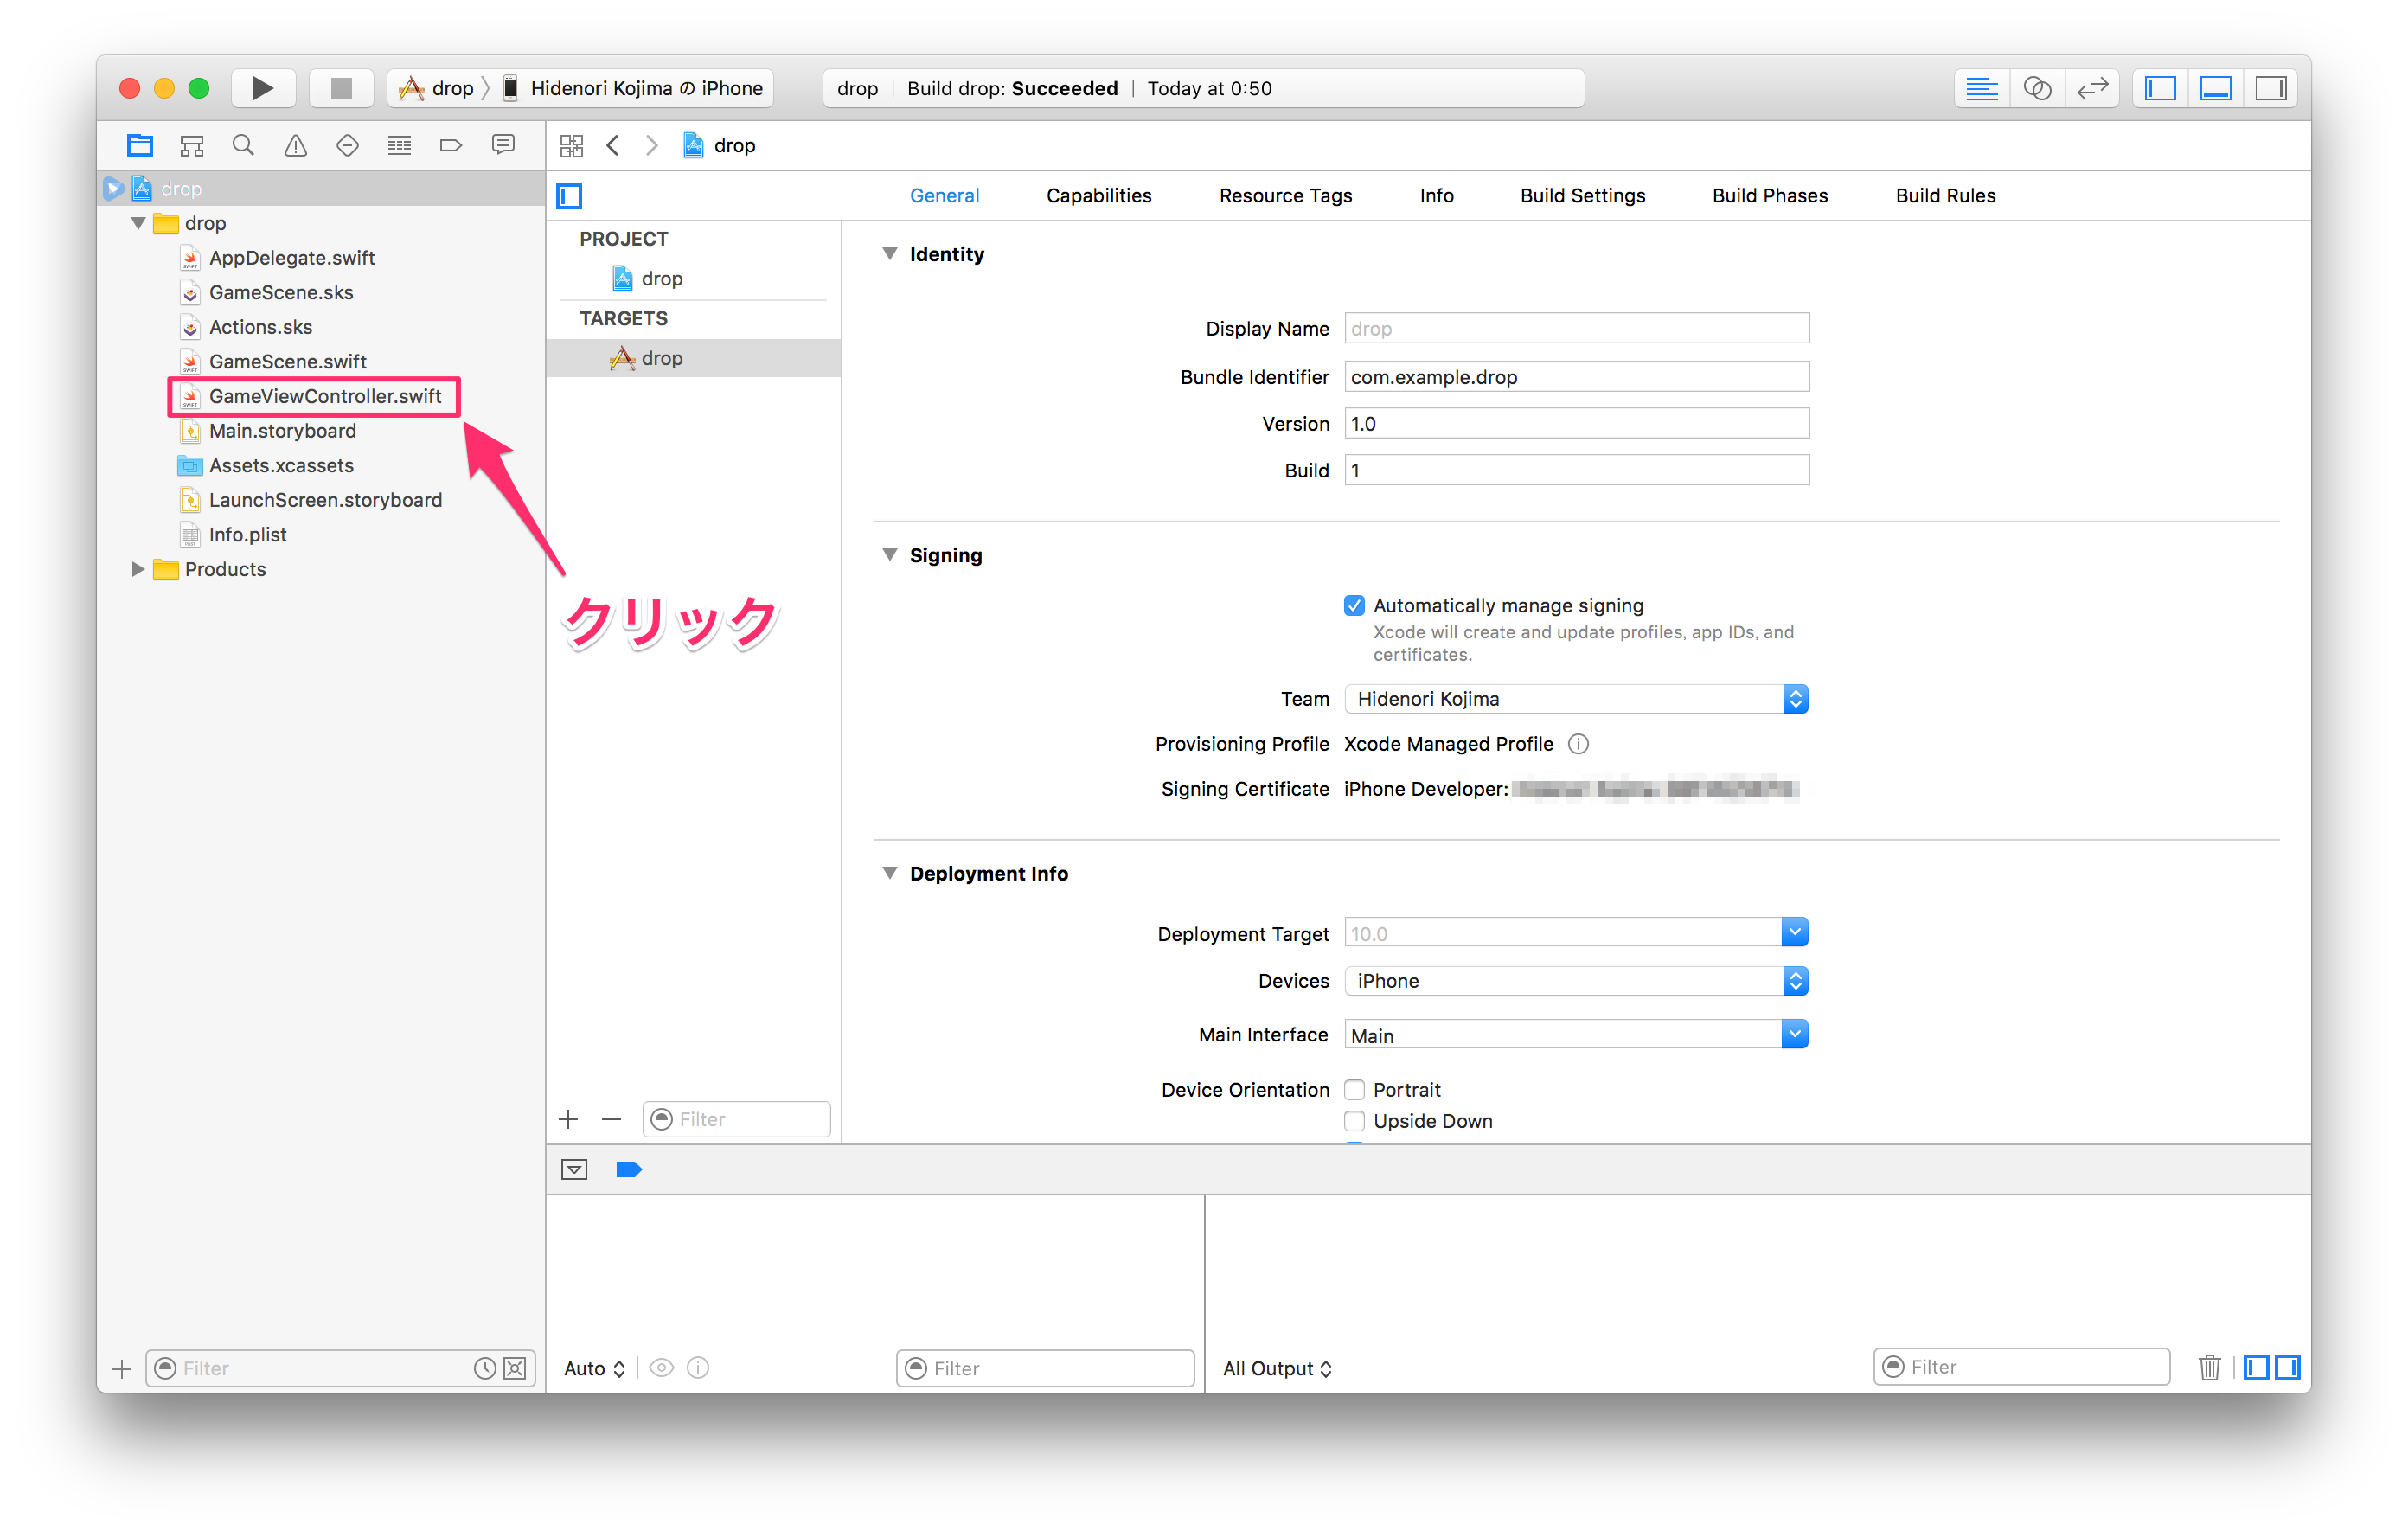 drop 〉 Hidenori Kojima の iPhone
drop | Build drop: Succeeded | Today at 0:50
drop
drop
drop
AppDelegate.swift
GameScene.sks
Actions.sks
GameScene.swift
GameViewController.swift
Main.storyboard
Assets.xcassets
LaunchScreen.storyboard
Info.plist
Products
クリック
Filter
General Capabilities Resource Tags Info Build Settings Build Phases Build Rules
PROJECT
drop
TARGETS
drop
Filter
Identity
Display Name drop
Bundle Identifier com.example.drop
Version 1.0
Build 1
Signing
Automatically manage signing
Xcode will create and update profiles, app IDs, and
certificates.
Team Hidenori Kojima
Provisioning Profile Xcode Managed Profile
Signing Certificate iPhone Developer:
Deployment Info
Deployment Target 10.0
Devices iPhone
Main Interface Main
Device Orientation Portrait
Upside Down
Auto
Filter
All Output
Filter